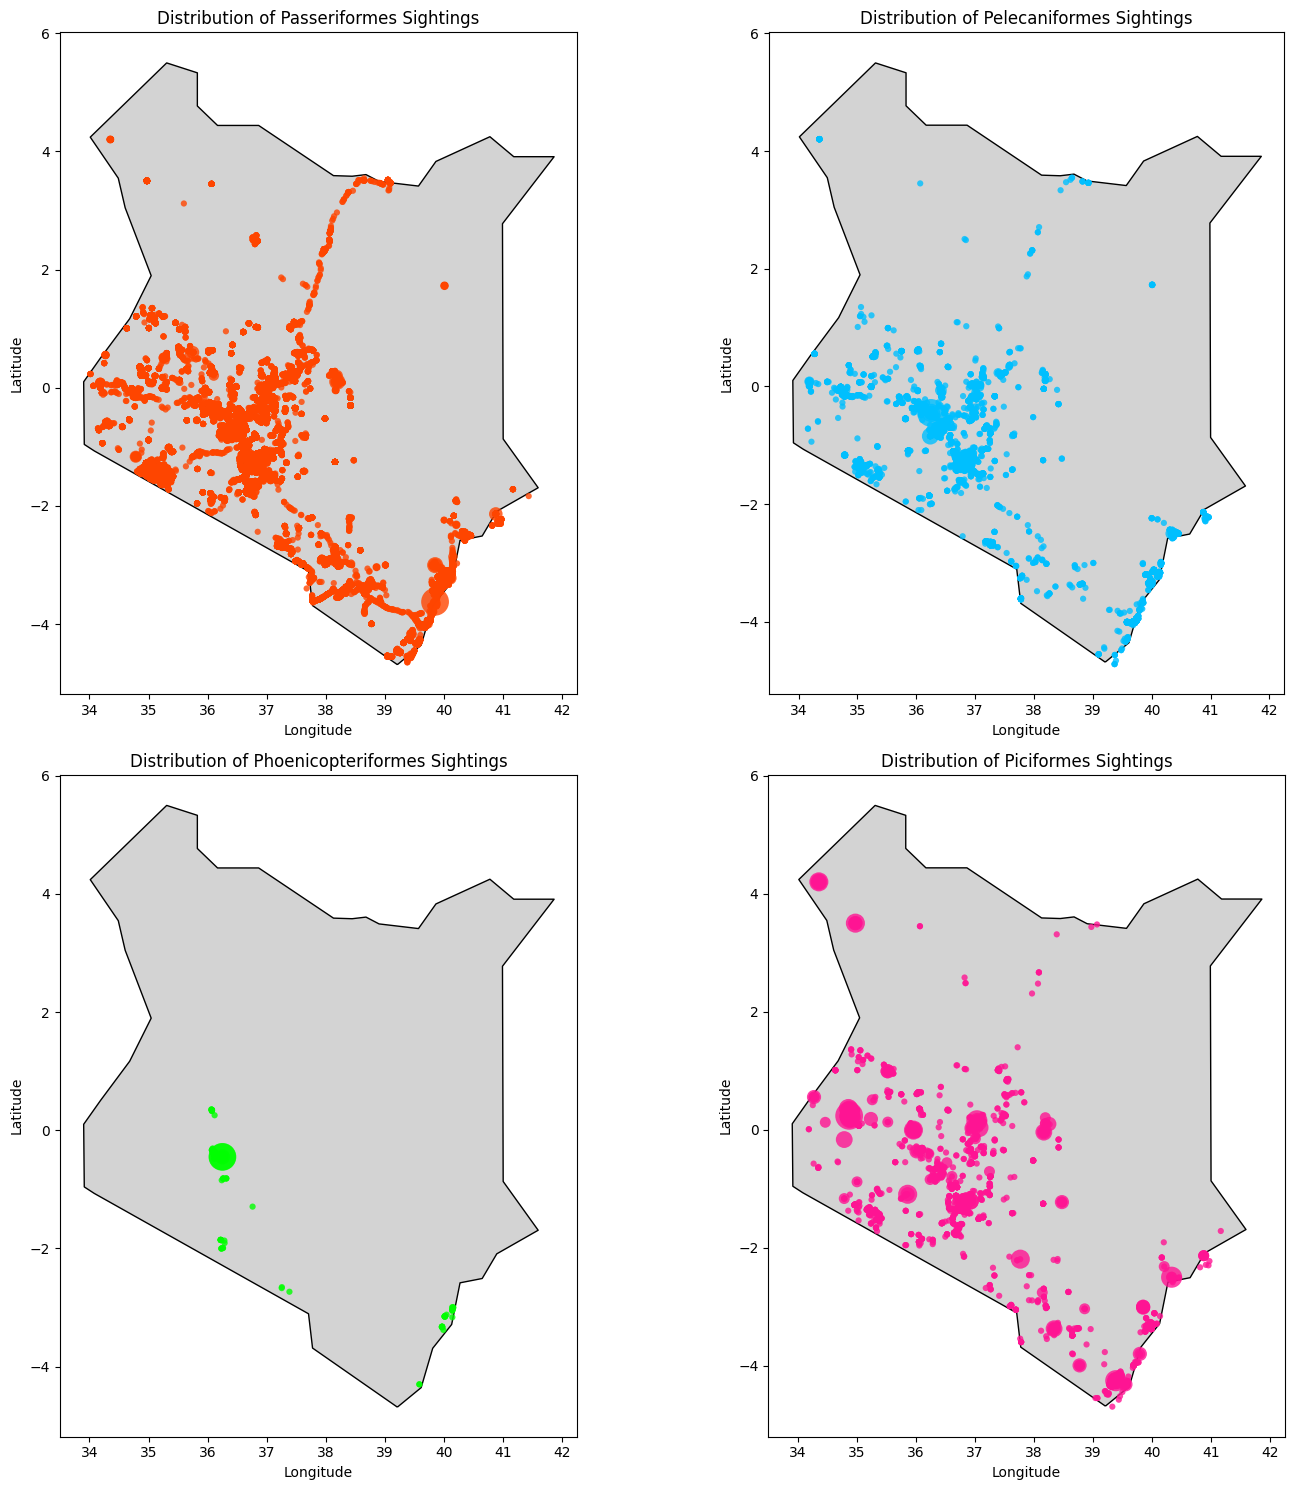 Distribution of Passeriformes Sightings
6
4
2
0
−2
−4
Latitude
34 35 36 37 38 39 40 41 42
Longitude
Distribution of Pelecaniformes Sightings
6
4
2
0
−2
−4
Latitude
34 35 36 37 38 39 40 41 42
Longitude
Distribution of Phoenicopteriformes Sightings
6
4
2
0
−2
−4
Latitude
34 35 36 37 38 39 40 41 42
Longitude
Distribution of Piciformes Sightings
6
4
2
0
−2
−4
Latitude
34 35 36 37 38 39 40 41 42
Longitude